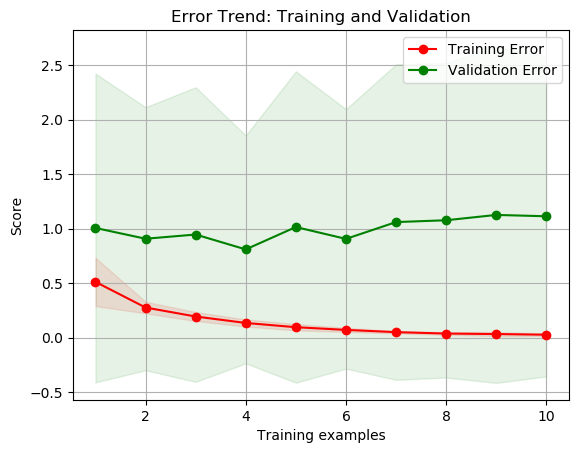 Error Trend: Training and Validation
Training Error
Validation Error
Score
2.5
2.0
1.5
1.0
0.5
0.0
−0.5
2 4 6 8 10
Training examples